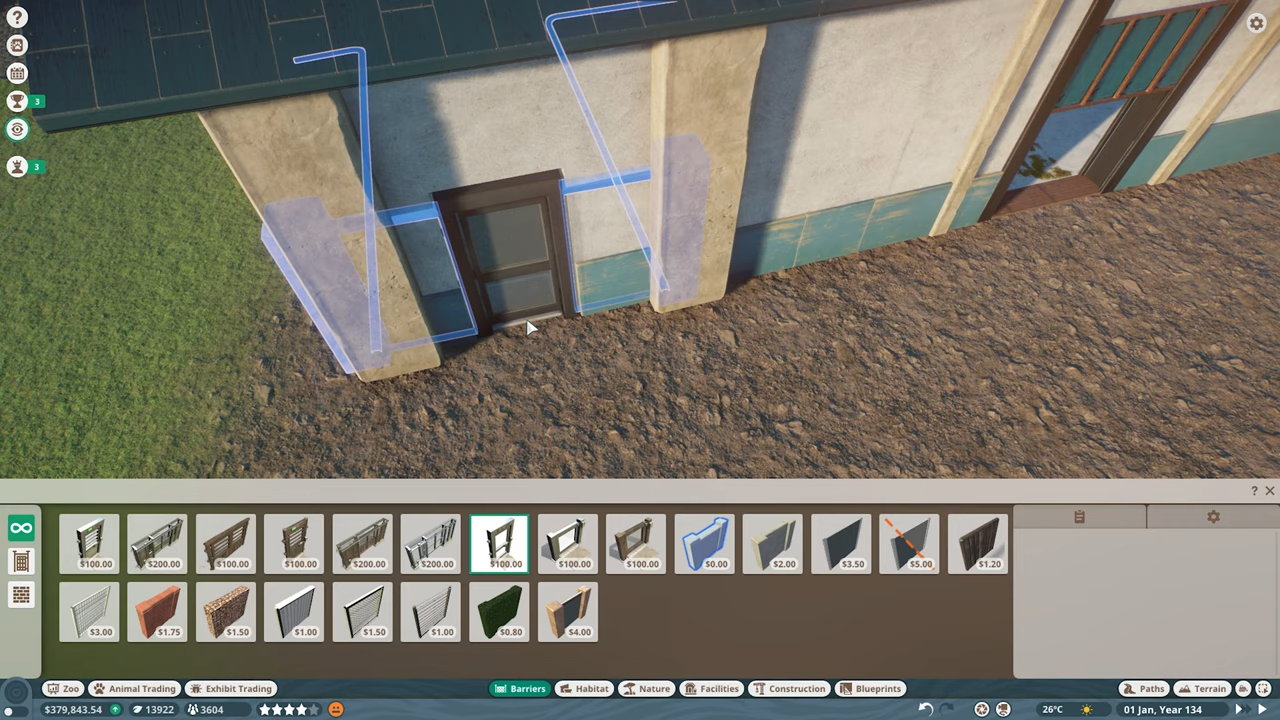 ?
3
3
? ×
$100.00 $200.00 $100.00 $100.00 $200.00 $200.00 $100.00 $100.00 $100.00 $0.00 $2.00 $3.50 $5.00 $1.20
$3.00 $1.75 $1.50 $1.00 $1.50 $1.00 $0.80 $4.00
Zoo Animal Trading Exhibit Trading Barriers Habitat Nature Facilities Construction Blueprints Paths Terrain
$379,843.54 13922 3604 26°C 01 Jan, Year 134